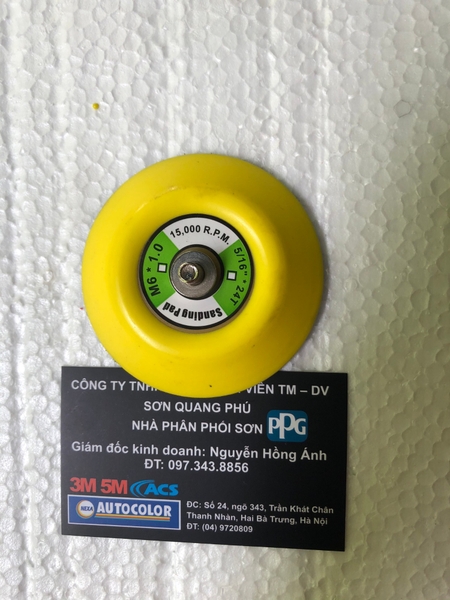 15,000 R.P.M.
5/16" * 24T
M6 * 1.0
Sanding Pad
CÔNG TY VIÊN TM – DV
SƠN QUANG PHÚ
NHÀ PHÂN PHỐI SƠN PPG
Giám đốc kinh doanh: Nguyễn Hồng Ánh
ĐT: 097.343.8856
3M 5M ACS
NEXA AUTOCOLOR
ĐC: Số 24, ngõ 343, Trần Khát Chân
Thanh Nhàn, Hai Bà Trưng, Hà Nội
ĐT: (04) 9720809